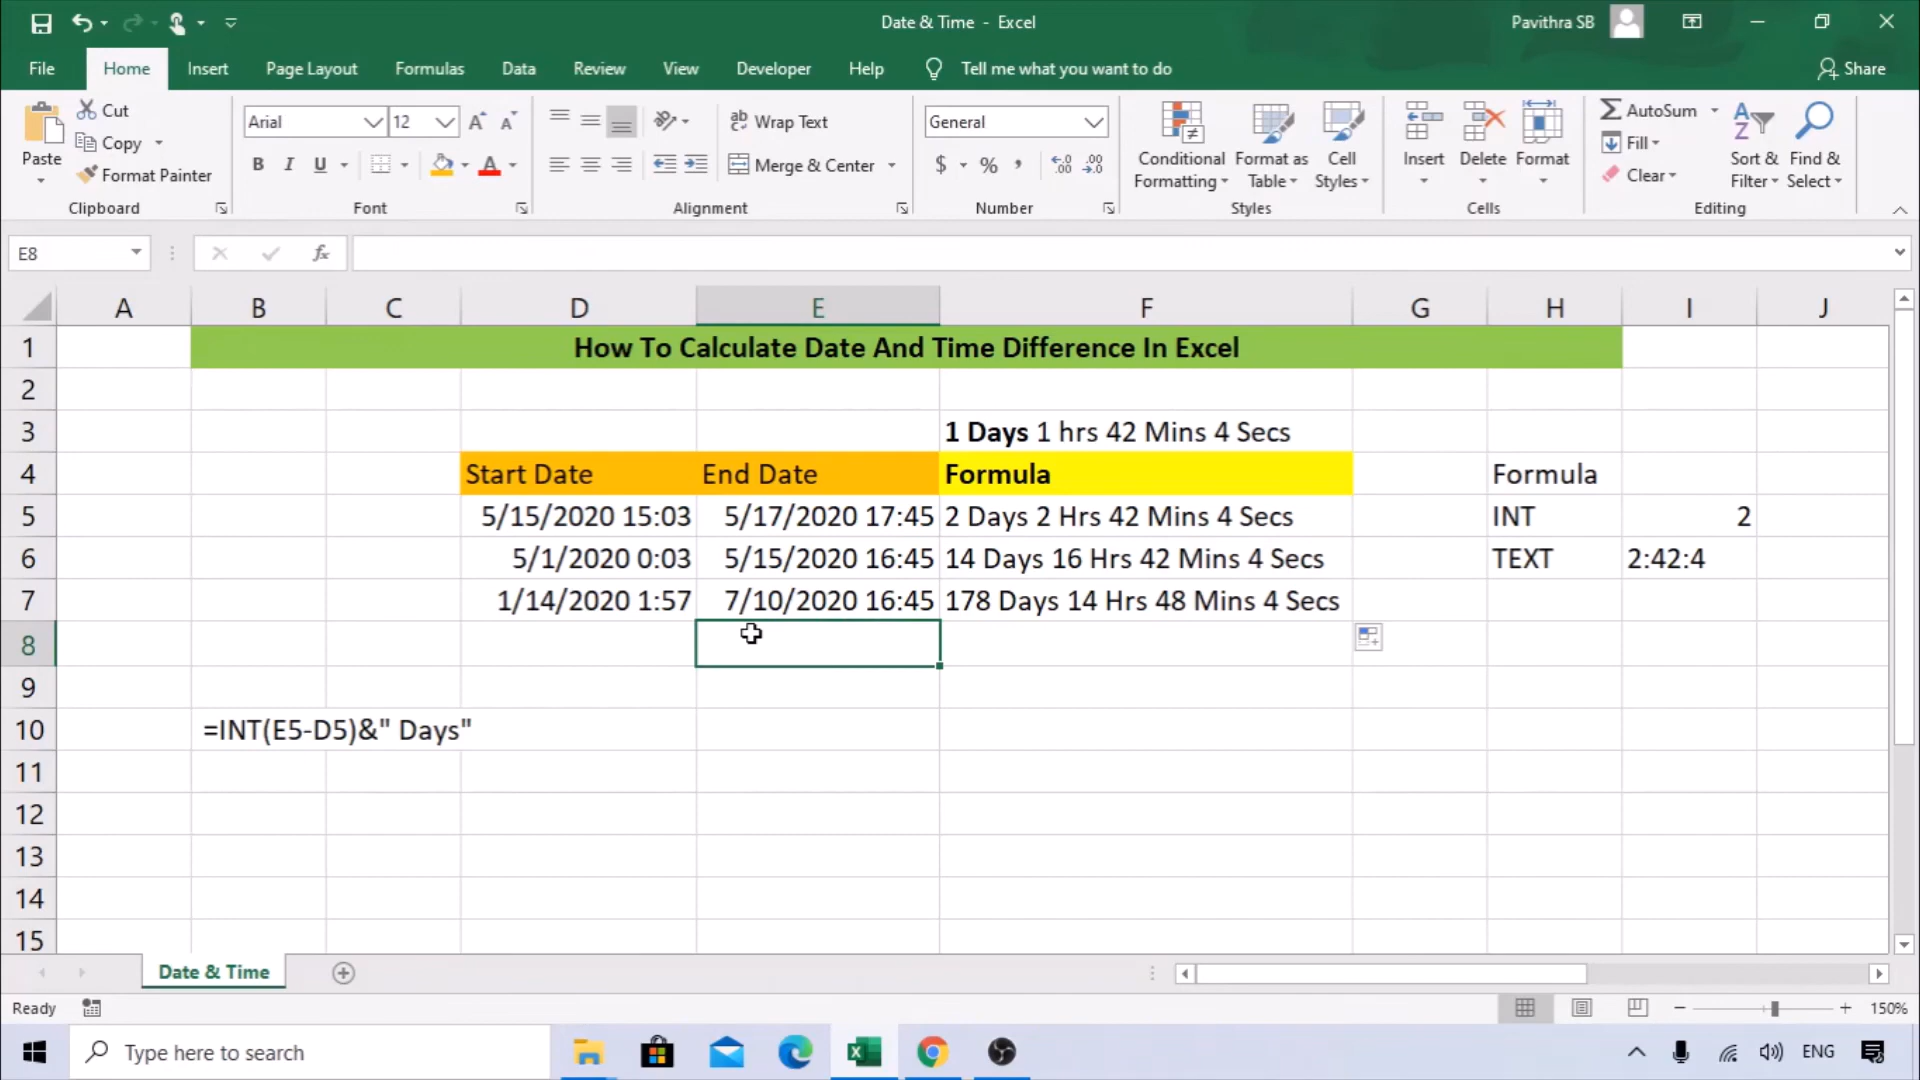 Date & Time - Excel
Pavithra SB
File Home Insert Page Layout Formulas Data Review View Developer Help Tell me what you want to do Share
Paste
Cut
Copy
Format Painter
Clipboard
Arial 12
B I U A
Font
Wrap Text
Merge & Center
Alignment
General
$ % ,
Number
Conditional Formatting
Format as Table
Cell Styles
Styles
Insert Delete Format
Cells
AutoSum
Fill
Clear
Sort & Filter
Find & Select
Editing
E8 fx
A B C D E F G H I J
1 How To Calculate Date And Time Difference In Excel
2
3 1 Days 1 hrs 42 Mins 4 Secs
4 Start Date End Date Formula Formula
5 5/15/2020 15:03 5/17/2020 17:45 2 Days 2 Hrs 42 Mins 4 Secs INT 2
6 5/1/2020 0:03 5/15/2020 16:45 14 Days 16 Hrs 42 Mins 4 Secs TEXT 2:42:4
7 1/14/2020 1:57 7/10/2020 16:45 178 Days 14 Hrs 48 Mins 4 Secs
8
9
10 =INT(E5-D5)&" Days"
11
12
13
14
15
Date & Time
Ready 150%
Type here to search ENG